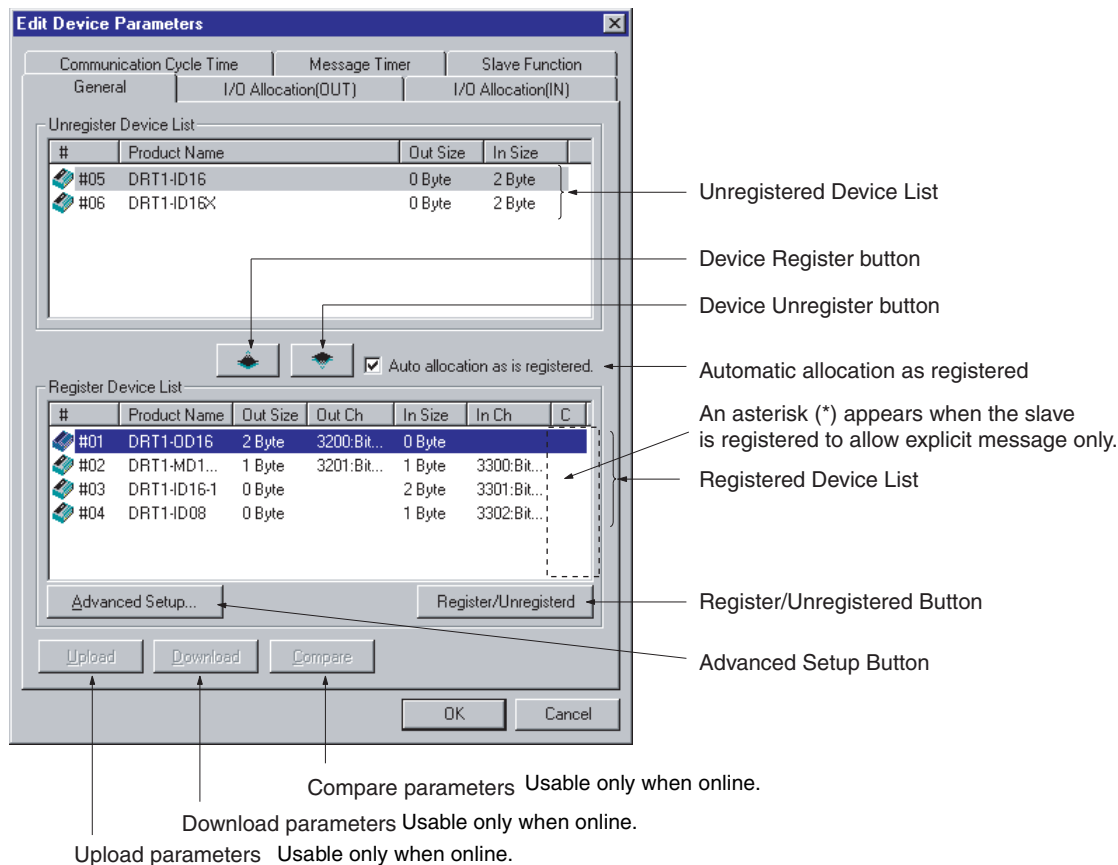 Edit Device Parameters
Communication Cycle Time Message Timer Slave Function
General I/O Allocation(OUT) I/O Allocation(IN)
Unregister Device List
# Product Name Out Size In Size
#05 DRT1-ID16 0 Byte 2 Byte
#06 DRT1-ID16X 0 Byte 2 Byte
Unregistered Device List
Device Register button
Device Unregister button
Auto allocation as is registered.
Automatic allocation as registered
Register Device List
# Product Name Out Size Out Ch In Size In Ch C
#01 DRT1-OD16 2 Byte 3200:Bit... 0 Byte
#02 DRT1-MD1... 1 Byte 3201:Bit... 1 Byte 3300:Bit...
#03 DRT1-ID16-1 0 Byte 2 Byte 3301:Bit...
#04 DRT1-ID08 0 Byte 1 Byte 3302:Bit...
An asterisk (*) appears when the slave
is registered to allow explicit message only.
Registered Device List
Advanced Setup... Register/Unregisterd
Register/Unregistered Button
Advanced Setup Button
Upload Download Compare
OK Cancel
Compare parameters Usable only when online.
Download parameters Usable only when online.
Upload parameters Usable only when online.